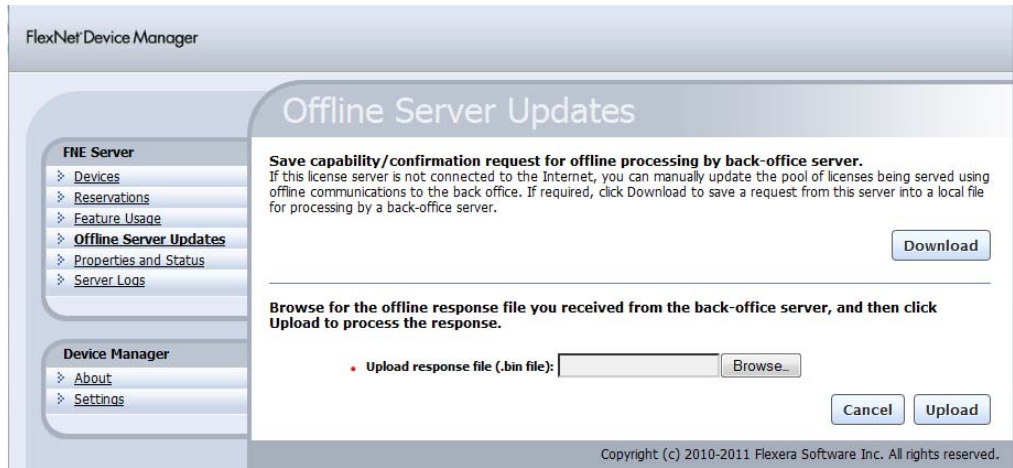 FlexNet Device Manager
Offline Server Updates
FNE Server
Devices
Reservations
Feature Usage
Offline Server Updates
Properties and Status
Server Logs
Device Manager
About
Settings
Save capability/confirmation request for offline processing by back-office server.
If this license server is not connected to the Internet, you can manually update the pool of licenses being served using
offline communications to the back office. If required, click Download to save a request from this server into a local file
for processing by a back-office server.
Download
Browse for the offline response file you received from the back-office server, and then click
Upload to process the response.
• Upload response file (.bin file):
Browse...
Cancel
Upload
Copyright (c) 2010-2011 Flexera Software Inc. All rights reserved.